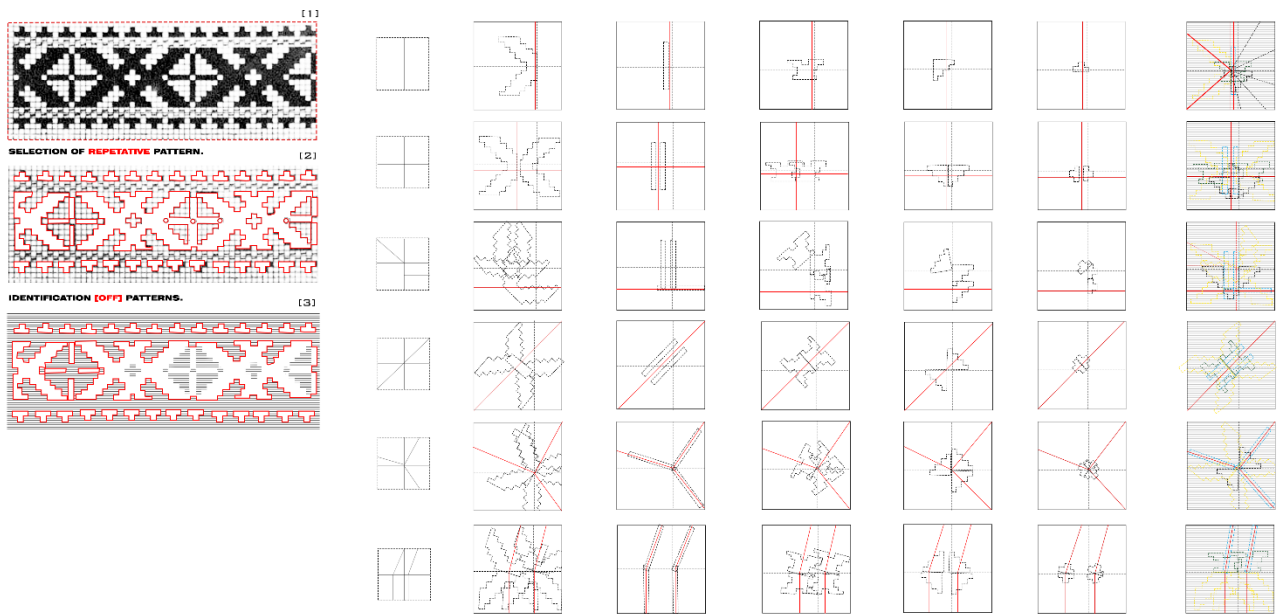 [1]
SELECTION OF REPETATIVE PATTERN.
[2]
IDENTIFICATION [OFF] PATTERNS.
[3]